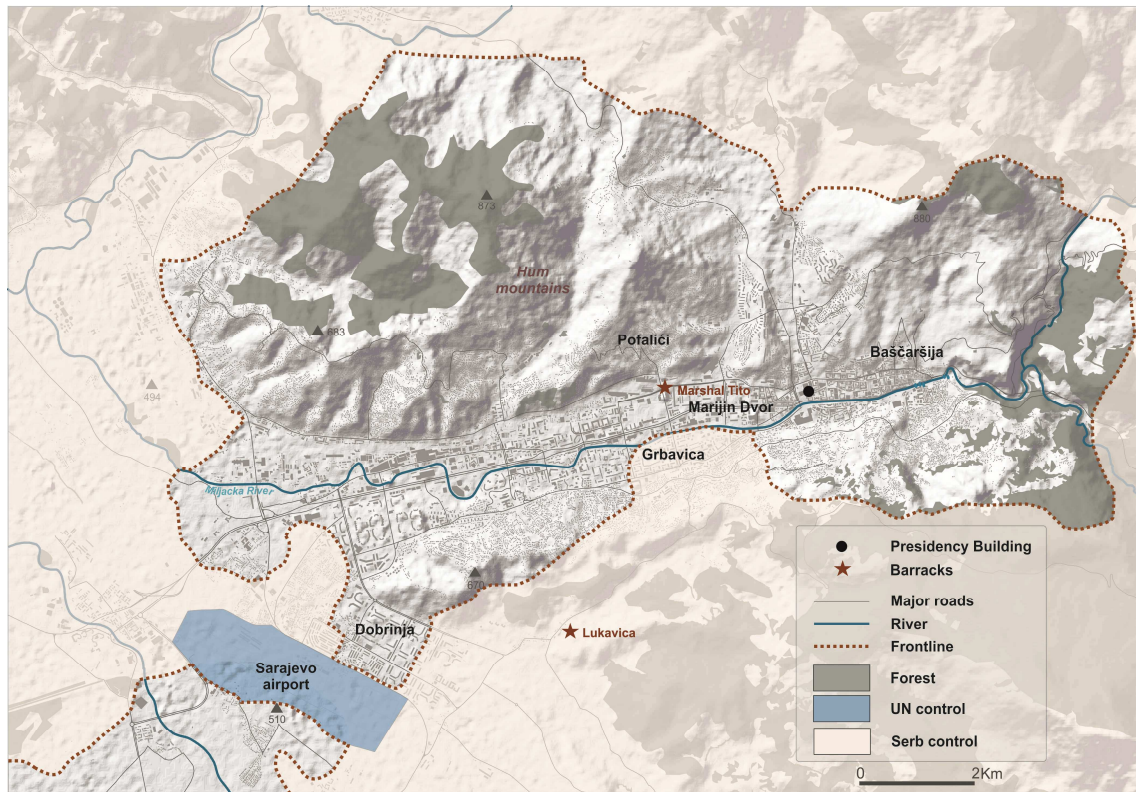 873
880
Hum
mountains
683
Pofalići
Baščaršija
494
Marshal Tito
Marijin Dvor
Grbavica
Miljacka River
670
Dobrinja
Lukavica
Sarajevo
airport
510
Presidency Building
Barracks
Major roads
River
Frontline
Forest
UN control
Serb control
0 2Km